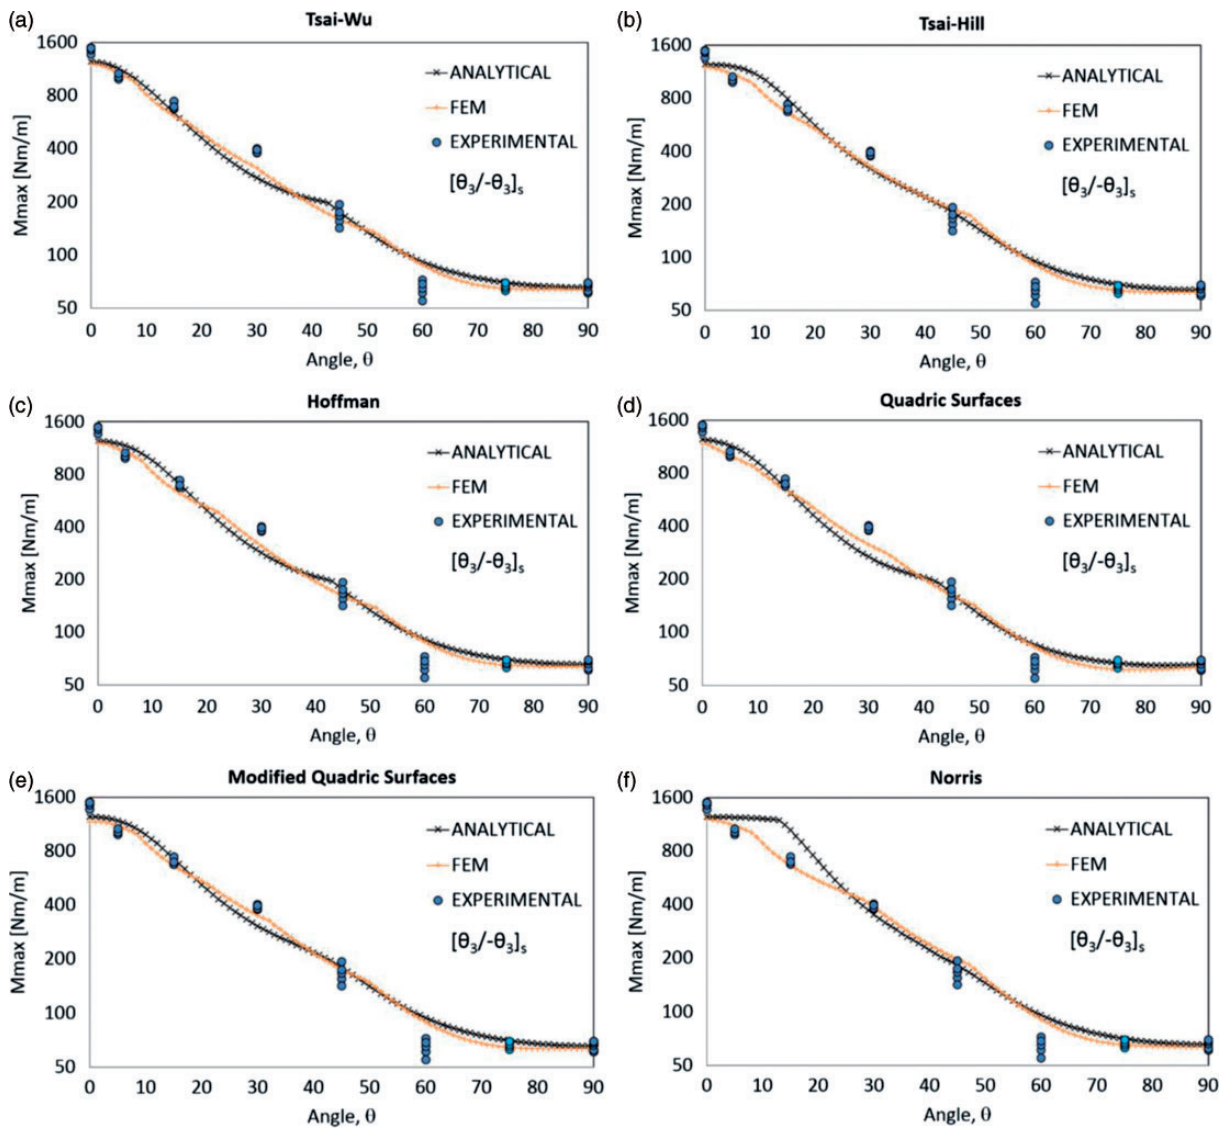 (a)
Tsai-Wu
1600
800
400
200
100
50
Mmax [Nm/m]
ANALYTICAL
FEM
EXPERIMENTAL
[θ₃/-θ₃]ₛ
0 10 20 30 40 50 60 70 80 90
Angle, θ
(b)
Tsai-Hill
1600
800
400
200
100
50
Mmax [Nm/m]
ANALYTICAL
FEM
EXPERIMENTAL
[θ₃/-θ₃]ₛ
0 10 20 30 40 50 60 70 80 90
Angle, θ
(c)
Hoffman
1600
800
400
200
100
50
Mmax [Nm/m]
ANALYTICAL
FEM
EXPERIMENTAL
[θ₃/-θ₃]ₛ
0 10 20 30 40 50 60 70 80 90
Angle, θ
(d)
Quadric Surfaces
1600
800
400
200
100
50
Mmax [Nm/m]
ANALYTICAL
FEM
EXPERIMENTAL
[θ₃/-θ₃]ₛ
0 10 20 30 40 50 60 70 80 90
Angle, θ
(e)
Modified Quadric Surfaces
1600
800
400
200
100
50
Mmax [Nm/m]
ANALYTICAL
FEM
EXPERIMENTAL
[θ₃/-θ₃]ₛ
0 10 20 30 40 50 60 70 80 90
Angle, θ
(f)
Norris
1600
800
400
200
100
50
Mmax [Nm/m]
ANALYTICAL
FEM
EXPERIMENTAL
[θ₃/-θ₃]ₛ
0 10 20 30 40 50 60 70 80 90
Angle, θ